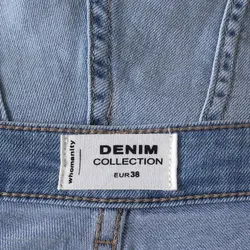 whomanity
DENIM
COLLECTION
EUR 38